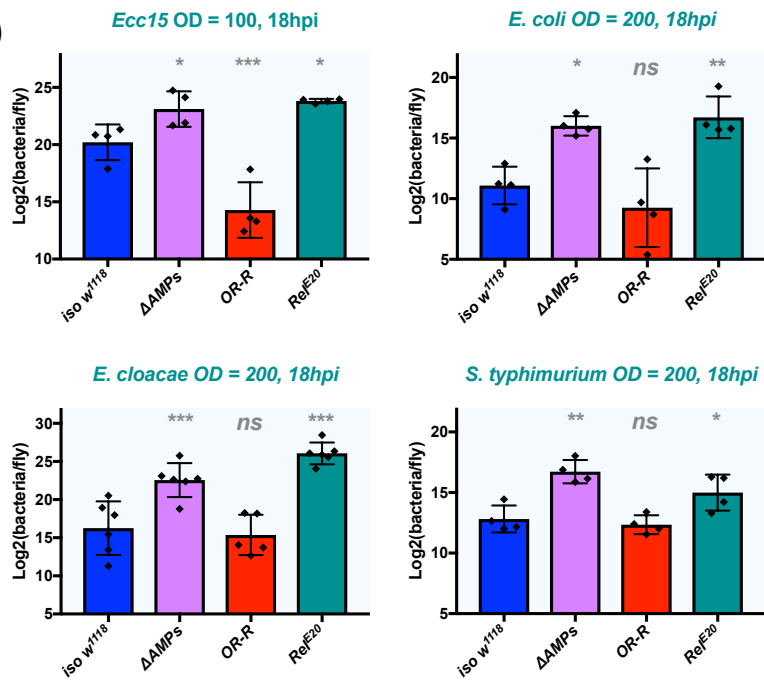 )
Ecc15 OD = 100, 18hpi
Log2(bacteria/fly)
25
20
15
10
* *** *
iso w1118 ΔAMPs OR-R RelE20
E. coli OD = 200, 18hpi
Log2(bacteria/fly)
20
15
10
5
* ns **
iso w1118 ΔAMPs OR-R RelE20
E. cloacae OD = 200, 18hpi
Log2(bacteria/fly)
30
25
20
15
10
5
*** ns ***
iso w1118 ΔAMPs OR-R RelE20
S. typhimurium OD = 200, 18hpi
Log2(bacteria/fly)
20
15
10
5
** ns *
iso w1118 ΔAMPs OR-R RelE20